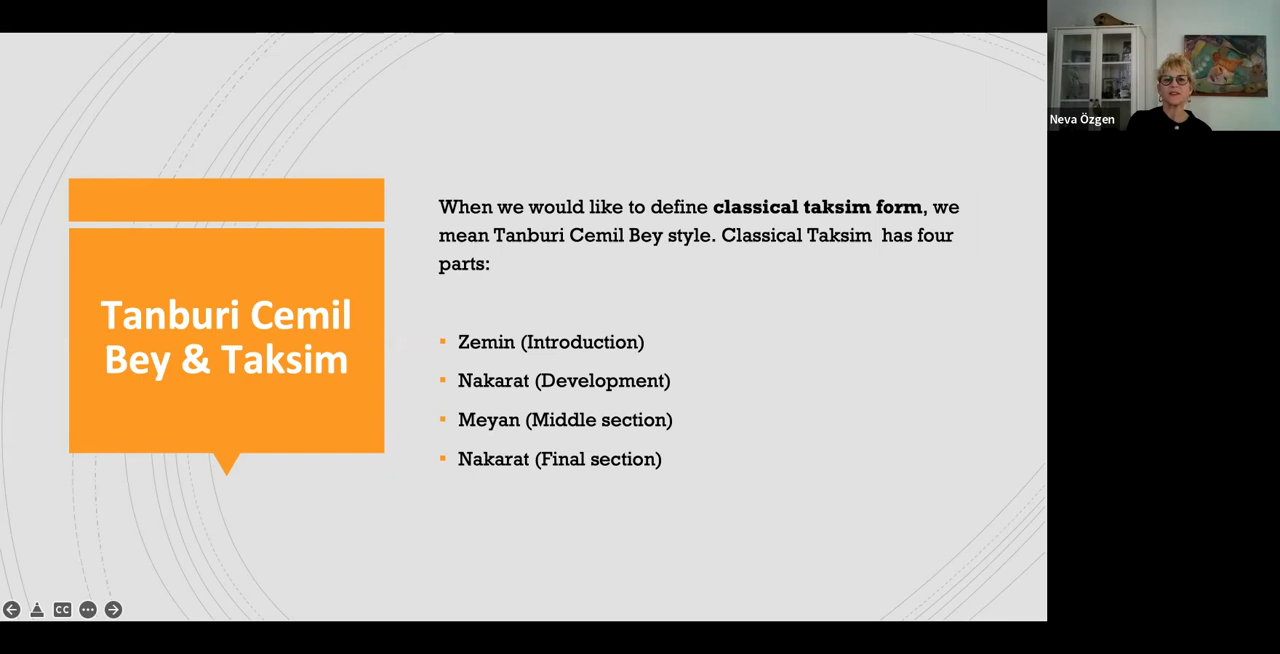 Tanburi Cemil
Bey & Taksim
When we would like to define classical taksim form, we
mean Tanburi Cemil Bey style. Classical Taksim  has four
parts:
Zemin (Introduction)
Nakarat (Development)
Meyan (Middle section)
Nakarat (Final section)
Neva Özgen
CC